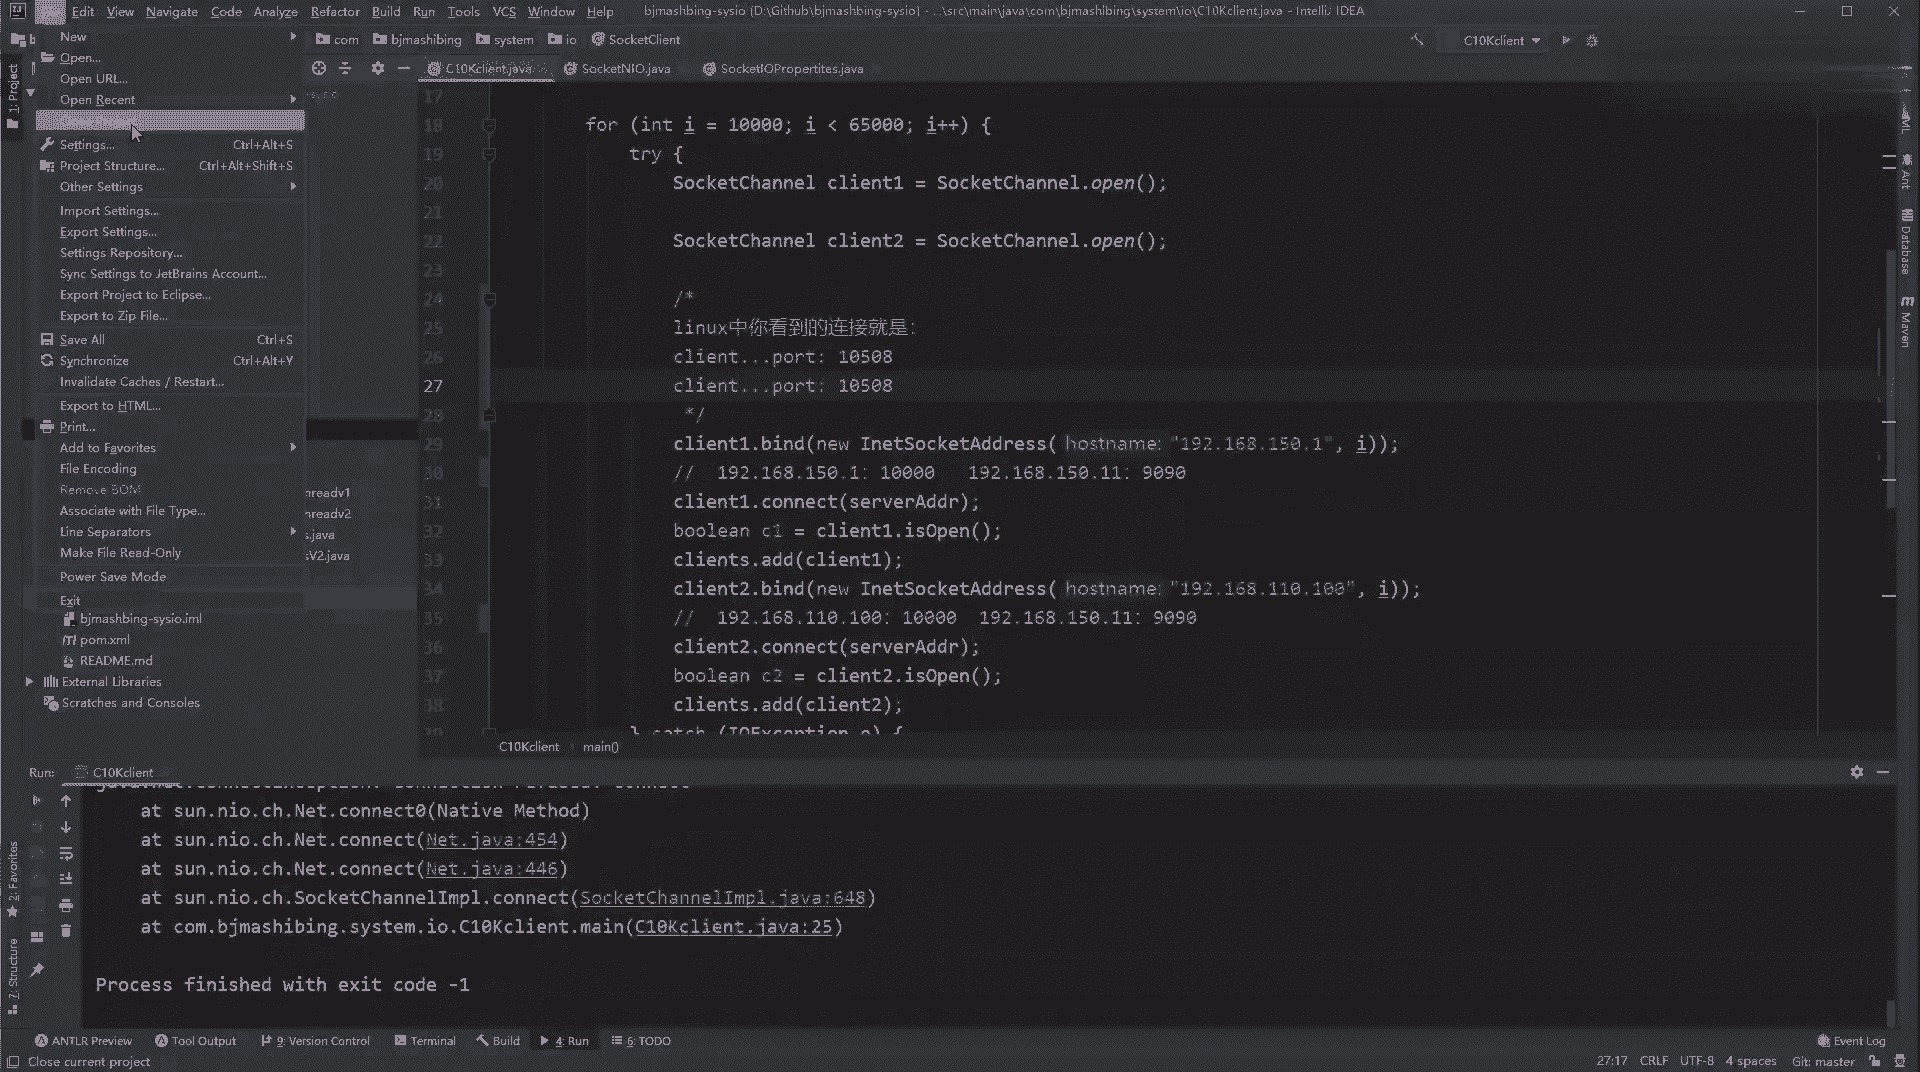 Edit View Navigate Code Analyze Refactor Build Run Tools VCS Window Help bjmashbing-sysio [D:\Github\bjmashbing-sysio] - ...\src\main\java\com\bjmashibing\system\io\C10Kclient.java - IntelliJ IDEA
com bjmashibing system io SocketClient C10Kclient
C10Kclient.java SocketNIO.java SocketIOPropertites.java
New
Open...
Open URL...
Open Recent
Settings... Ctrl+Alt+S
Project Structure... Ctrl+Alt+Shift+S
Other Settings
Import Settings...
Export Settings...
Settings Repository...
Sync Settings to JetBrains Account...
Export Project to Eclipse...
Export to Zip File...
Save All Ctrl+S
Synchronize Ctrl+Alt+Y
Invalidate Caches / Restart...
Export to HTML...
Print...
Add to Favorites
File Encoding
Remove BOM
Associate with File Type...
Line Separators
Make File Read-Only
Power Save Mode
Exit
readv1
readv2
s.java
sV2.java
bjmashbing-sysio.iml
pom.xml
README.md
External Libraries
Scratches and Consoles
1: Project
17
18 for (int i = 10000; i < 65000; i++) {
19 try {
20 SocketChannel client1 = SocketChannel.open();
21
22 SocketChannel client2 = SocketChannel.open();
23
24 /*
25 linux中你看到的连接就是:
26 client...port: 10508
27 client...port: 10508
28 */
29 client1.bind(new InetSocketAddress( hostname: "192.168.150.1", i));
30 // 192.168.150.1: 10000 192.168.150.11: 9090
31 client1.connect(serverAddr);
32 boolean c1 = client1.isOpen();
33 clients.add(client1);
34 client2.bind(new InetSocketAddress( hostname: "192.168.110.100", i));
35 // 192.168.110.100: 10000 192.168.150.11: 9090
36 client2.connect(serverAddr);
37 boolean c2 = client2.isOpen();
38 clients.add(client2);
39 } catch (IOException e) {
C10Kclient main()
Ant
Database
Maven
Run: C10Kclient
at sun.nio.ch.Net.connect0(Native Method)
at sun.nio.ch.Net.connect(Net.java:454)
at sun.nio.ch.Net.connect(Net.java:446)
at sun.nio.ch.SocketChannelImpl.connect(SocketChannelImpl.java:648)
at com.bjmashibing.system.io.C10Kclient.main(C10Kclient.java:25)
Process finished with exit code -1
2: Favorites
7: Structure
ANTLR Preview Tool Output 9: Version Control Terminal Build 4: Run 6: TODO Event Log
Close current project 27:17 CRLF UTF-8 4 spaces Git: master